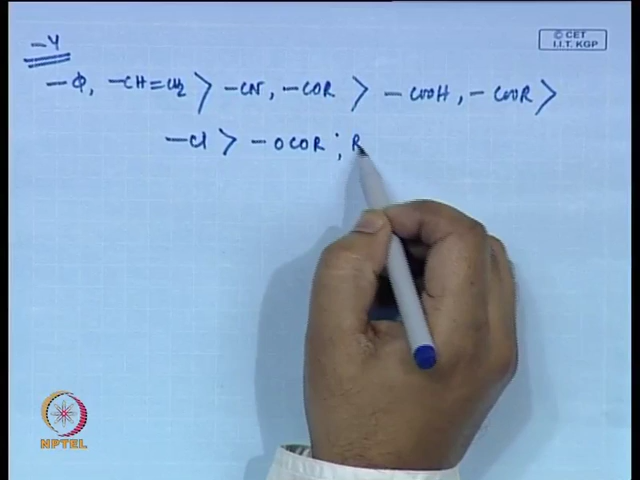 -Y
© CET
I.I.T. KGP
-Φ, -CH=CH2 > -CN, -COR > -COOH, -COOR >
-Cl > -OCOR ; R
NPTEL